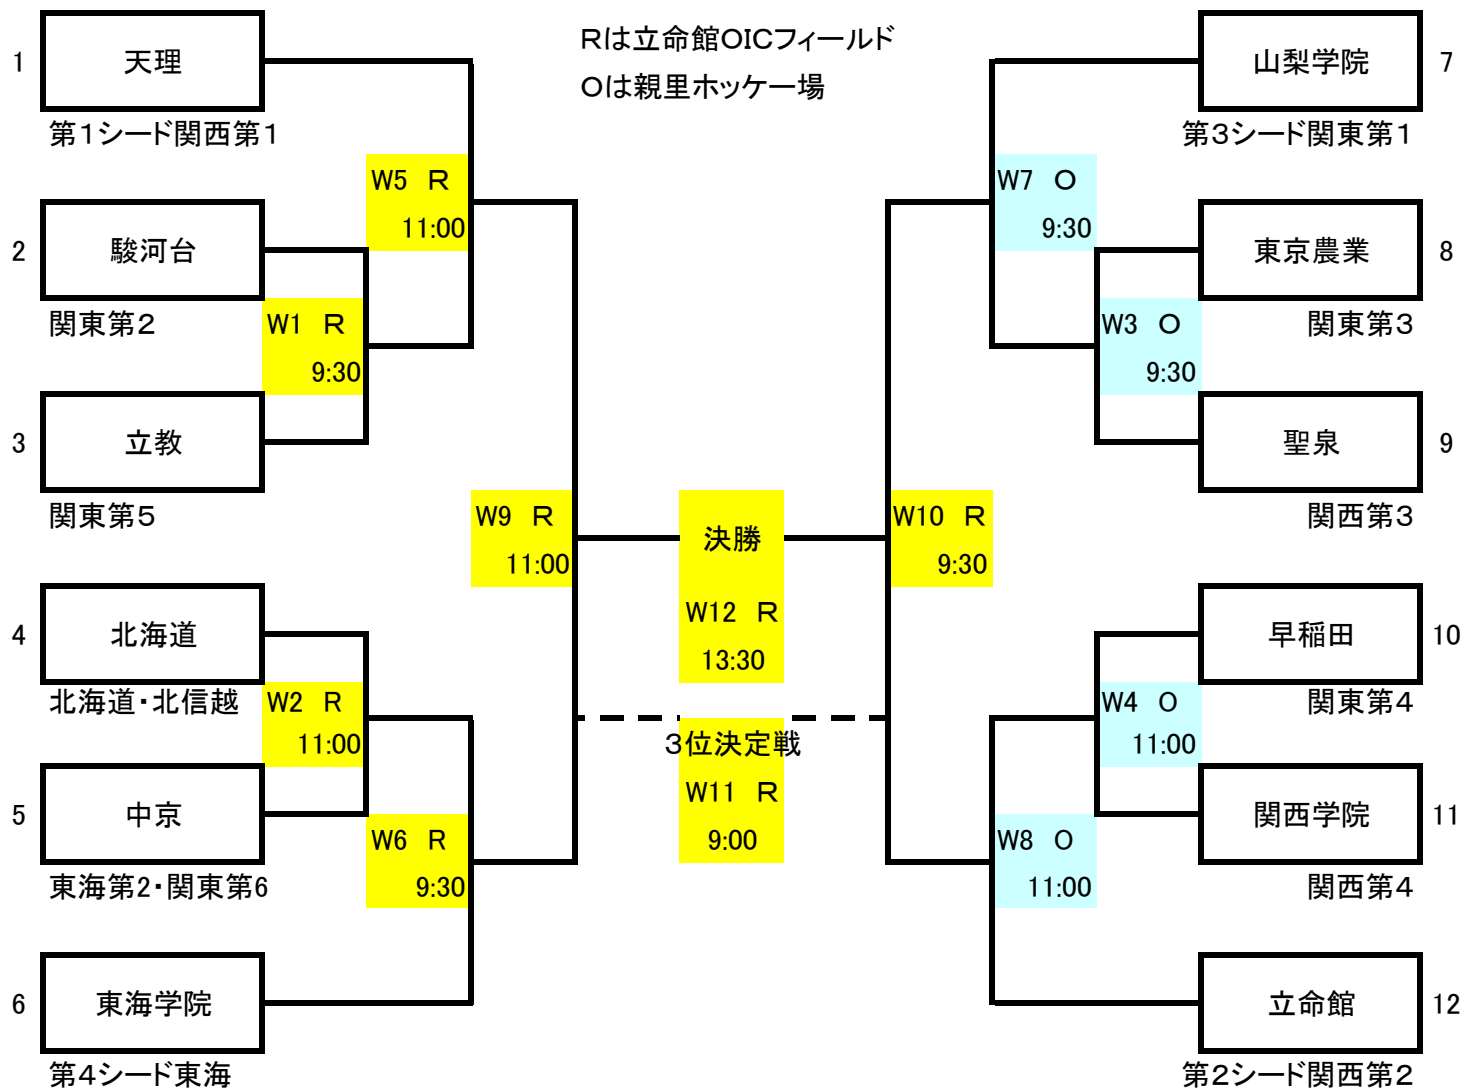 Rは立命館OICフィールド
Oは親里ホッケー場
1
天理
第1シード関西第1
W5 R
11:00
2
駿河台
関東第2
W1 R
9:30
3
立教
関東第5
W9 R
11:00
4
北海道
北海道・北信越
W2 R
11:00
5
中京
東海第2・関東第6
W6 R
9:30
6
東海学院
第4シード東海
決勝
W12 R
13:30
3位決定戦
W11 R
9:00
山梨学院
7
第3シード関東第1
W7 O
9:30
東京農業
8
関東第3
W3 O
9:30
聖泉
9
関西第3
W10 R
9:30
早稲田
10
関東第4
W4 O
11:00
関西学院
11
関西第4
W8 O
11:00
立命館
12
第2シード関西第2